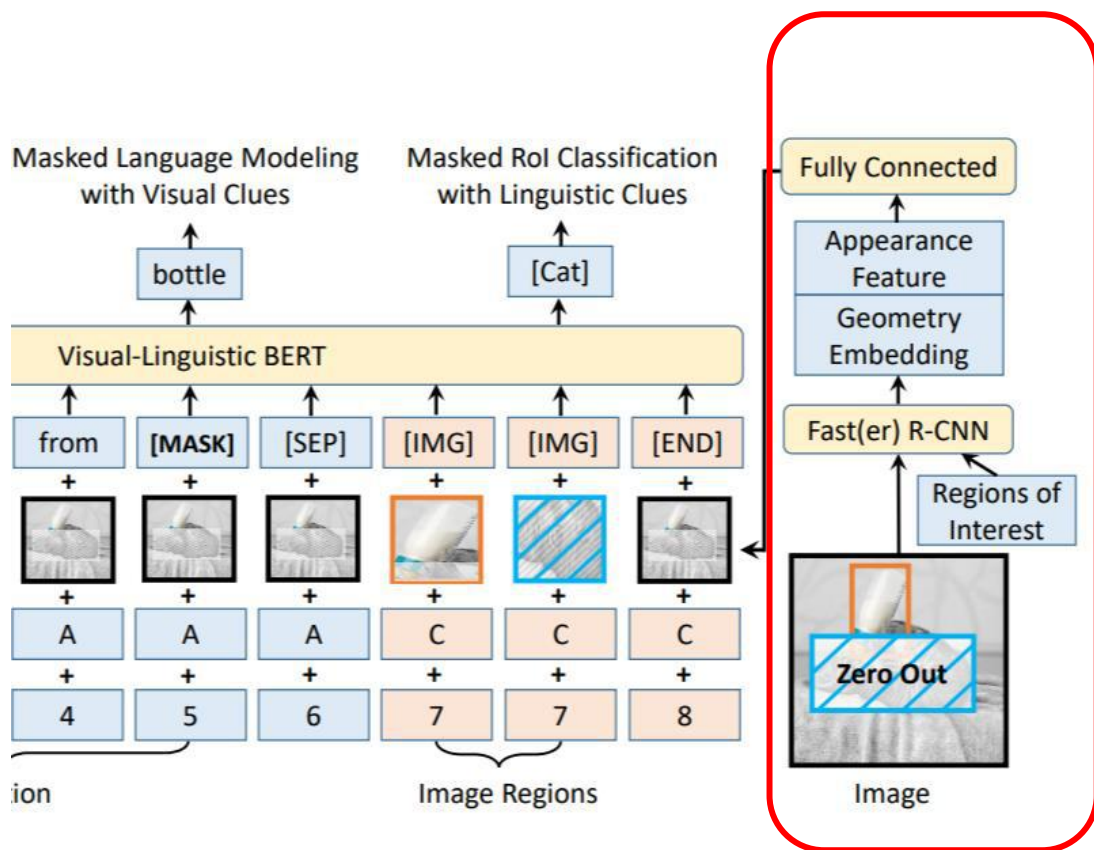 Masked Language Modeling
with Visual Clues
Masked RoI Classification
with Linguistic Clues
Fully Connected
Appearance
Feature
bottle
[Cat]
Geometry
Embedding
Visual-Linguistic BERT
Fast(er) R-CNN
from [MASK] [SEP] [IMG] [IMG] [END]
+ + + + + +
Regions of
Interest
+ + + + + +
A A A C C C
+ + + + + +
Zero Out
4 5 6 7 7 8
tion
Image Regions
Image